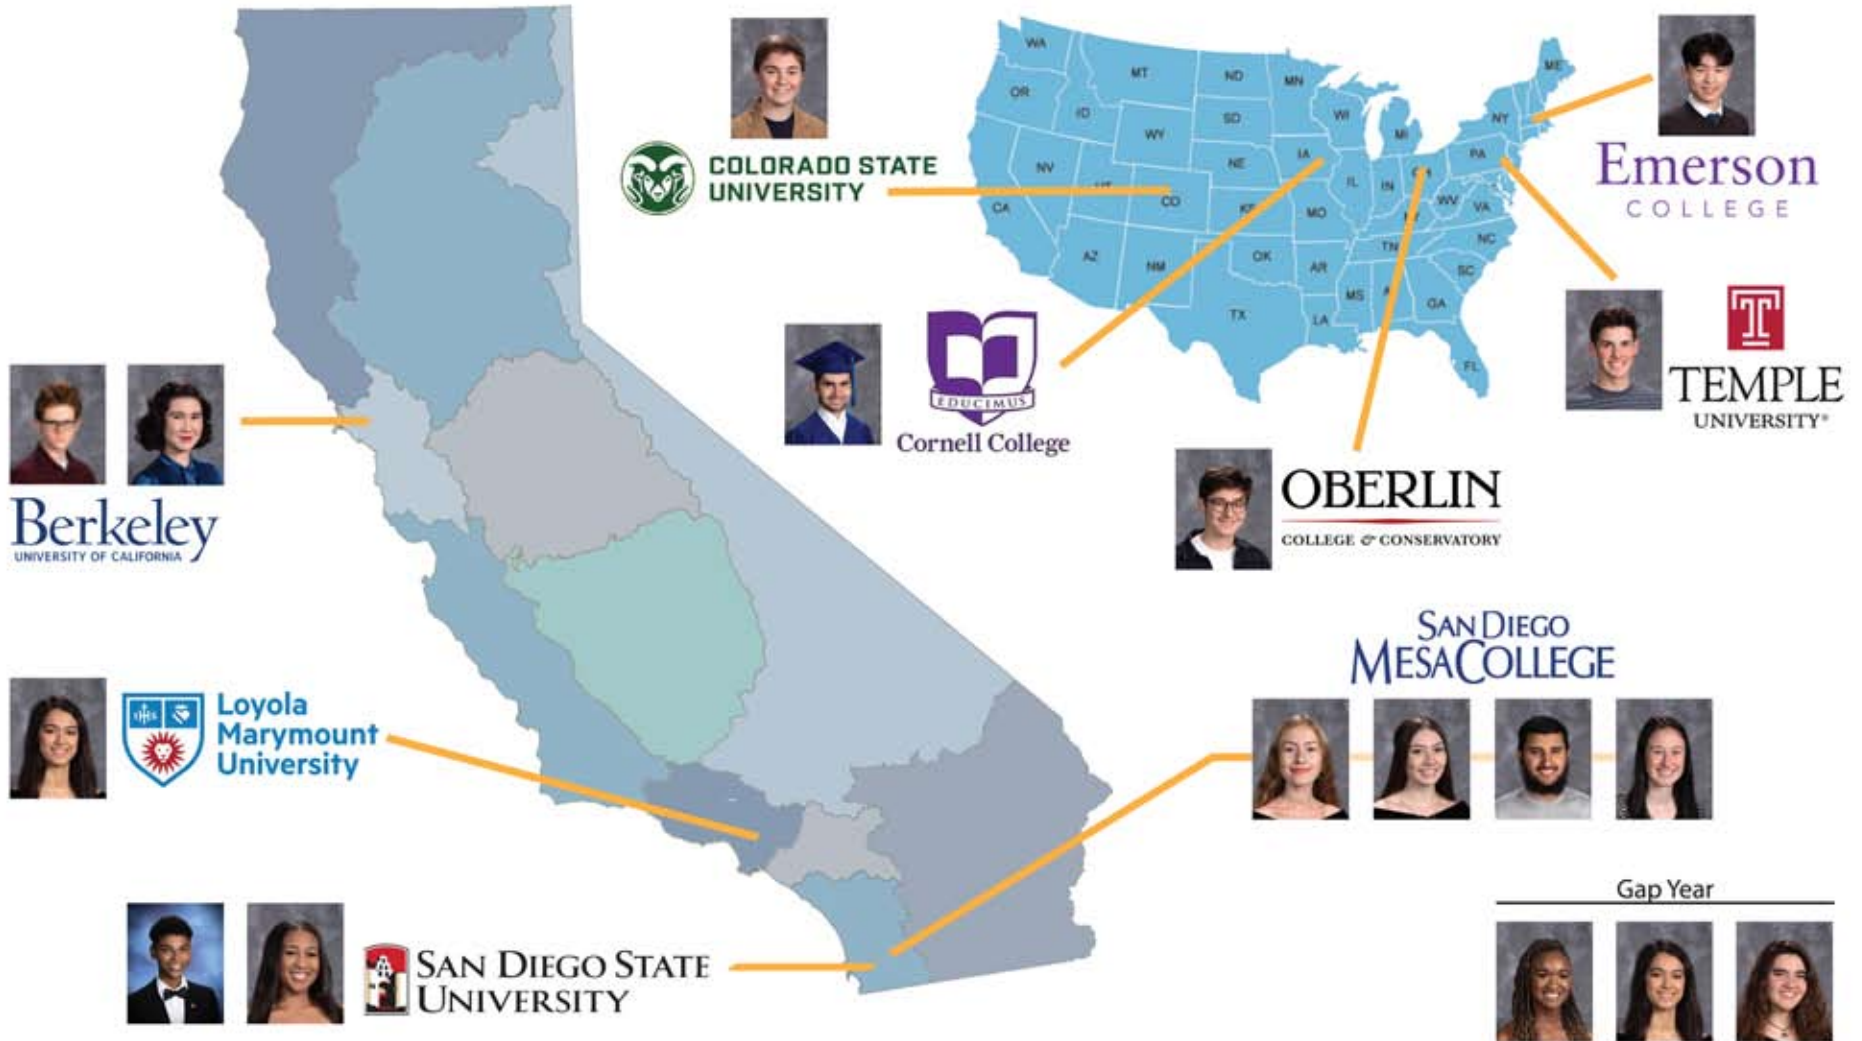 COLORADO STATE
UNIVERSITY
WA
MT
ND
MN
ME
OR
ID
WY
SD
WI
MI
NY
NV
NE
IA
PA
IL
IN
OH
CA
UT
CO
KS
MO
KY
WV
VA
AZ
NM
OK
AR
TN
NC
SC
TX
LA
MS
A
GA
FL
Emerson
COLLEGE
EDUCIMUS
Cornell College
TEMPLE
UNIVERSITY®
Berkeley
UNIVERSITY OF CALIFORNIA
OBERLIN
COLLEGE & CONSERVATORY
SAN DIEGO
MESA COLLEGE
IHS
Loyola
Marymount
University
Gap Year
SAN DIEGO STATE
UNIVERSITY